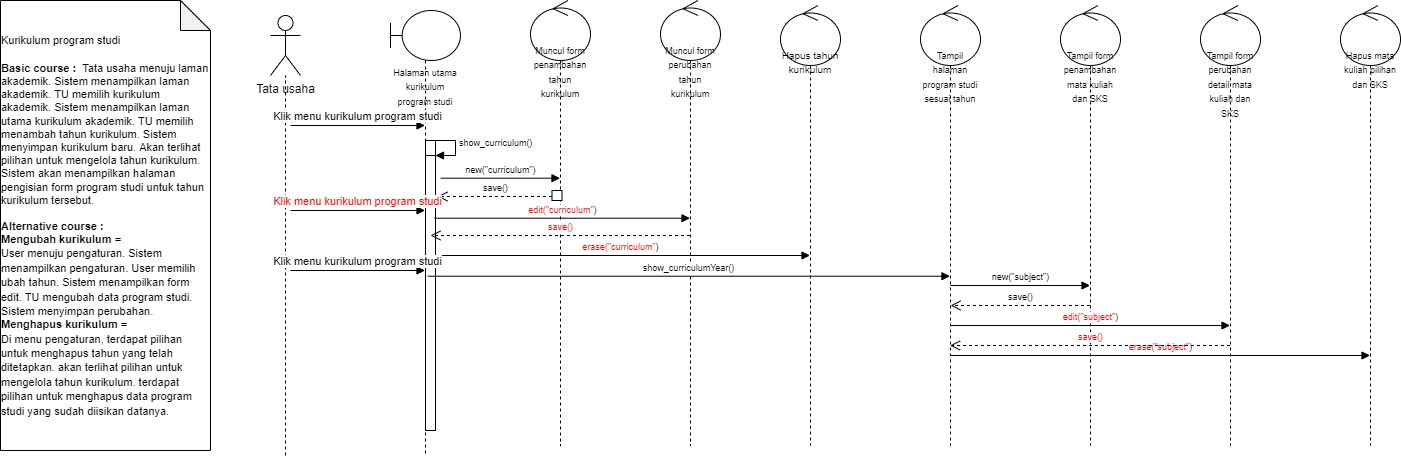 Kurikulum program studi
Basic course : Tata usaha menuju laman
akademik. Sistem menampilkan laman
akademik. TU memilih kurikulum
akademik. Sistem menampilkan laman
utama kurikulum akademik. TU memilih
menambah tahun kurikulum. Sistem
menyimpan kurikulum baru. Akan terlihat
pilihan untuk mengelola tahun kurikulum.
Sistem akan menampilkan halaman
pengisian form program studi untuk tahun
kurikulum tersebut.
Alternative course :
Mengubah kurikulum =
User menuju pengaturan. Sistem
menampilkan pengaturan. User memilih
ubah tahun. Sistem menampilkan form
edit. TU mengubah data program studi.
Sistem menyimpan perubahan.
Menghapus kurikulum =
Di menu pengaturan, terdapat pilihan
untuk menghapus tahun yang telah
ditetapkan. akan terlihat pilihan untuk
mengelola tahun kurikulum. terdapat
pilihan untuk menghapus data program
studi yang sudah diisikan datanya.
Tata usaha
Halaman utama
kurikulum
program studi
Muncul form
penambahan
tahun
kurikulum
Muncul form
perubahan
tahun
kurikulum
Hapus tahun
kurikulum
Tampil
halaman
program studi
sesuai tahun
Tampil form
penambahan
mata kuliah
dan SKS
Tampil form
perubahan
detail mata
kuliah dan
SKS
Hapus mata
kuliah pilihan
dan SKS
Klik menu kurikulum program studi
show_curriculum()
new("curriculum")
save()
Klik menu kurikulum program studi
edit("curriculum")
save()
erase("curriculum")
Klik menu kurikulum program studi
show_curriculumYear()
new("subject")
save()
edit("subject")
save()
erase("subject")